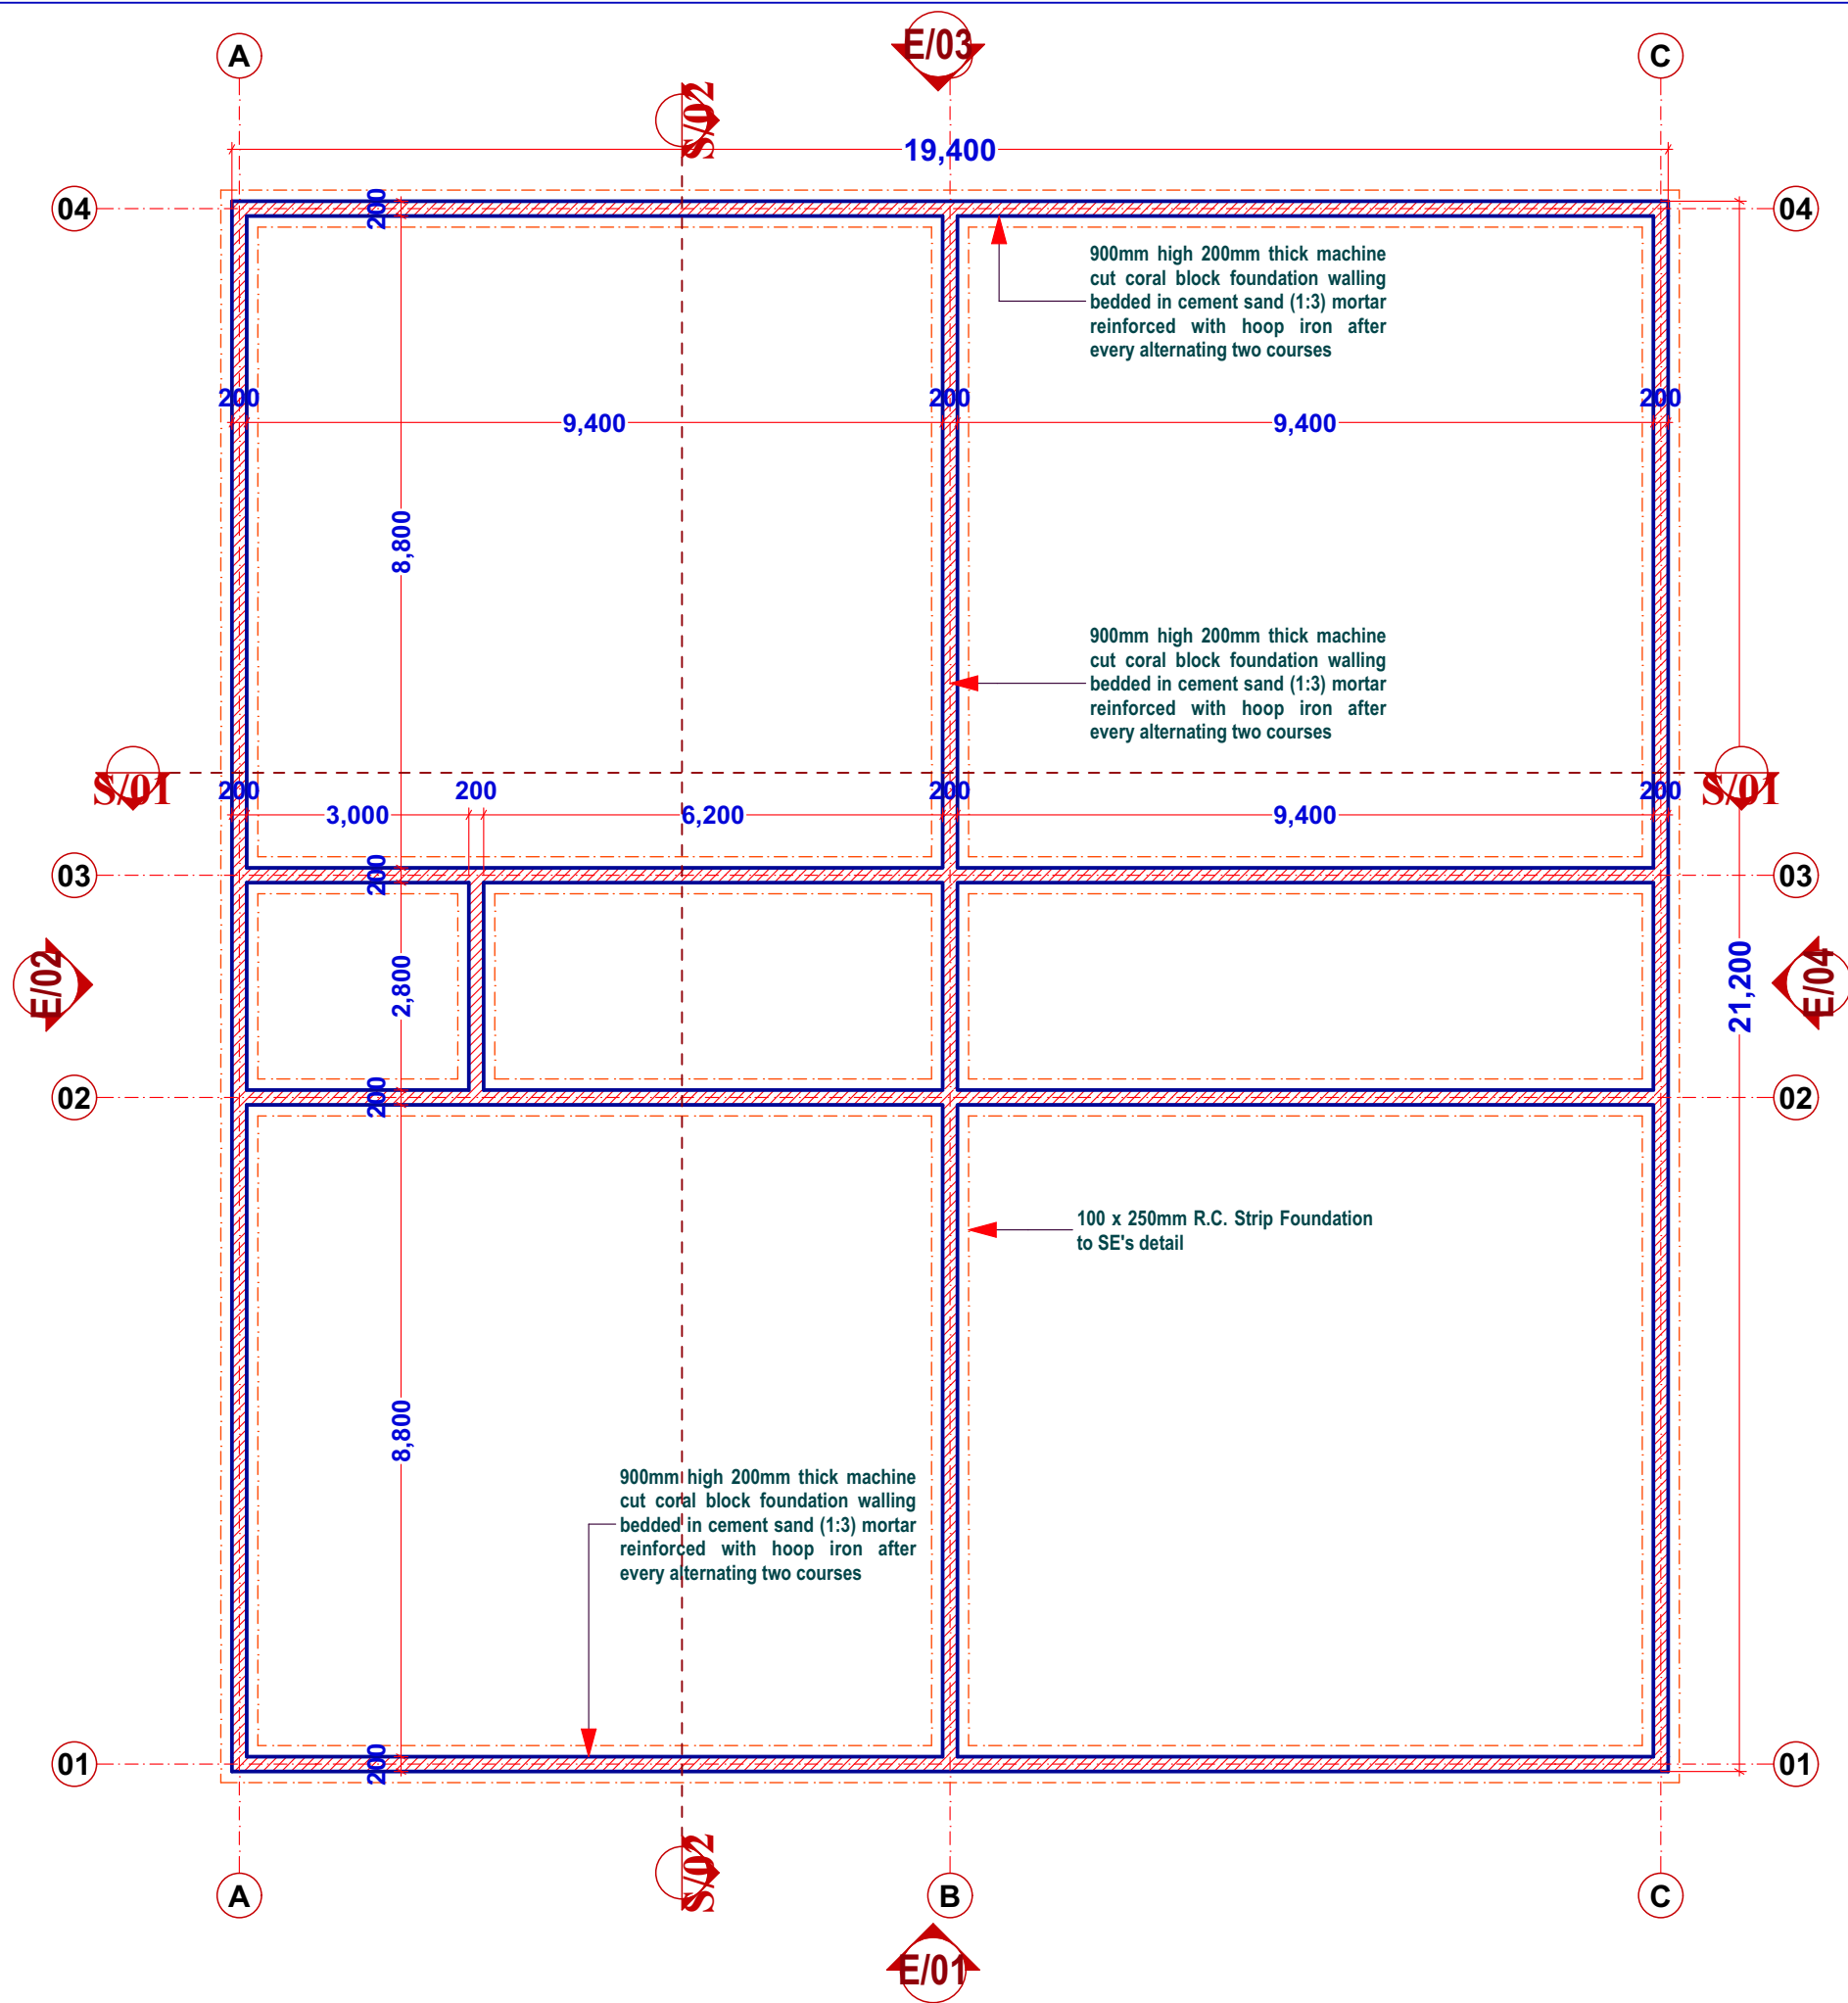 A
E/03
C
S/02
19,400
04
200
04
900mm high 200mm thick machine
cut coral block foundation walling
bedded in cement sand (1:3) mortar
reinforced with hoop iron after
every alternating two courses
200
200
200
9,400
9,400
8,800
900mm high 200mm thick machine
cut coral block foundation walling
bedded in cement sand (1:3) mortar
reinforced with hoop iron after
every alternating two courses
S/01
S/01
200
200
200
200
3,000
6,200
9,400
03
200
03
E/02
2,800
21,200
E/04
02
200
02
100 x 250mm R.C. Strip Foundation
to SE's detail
8,800
900mm high 200mm thick machine
cut coral block foundation walling
bedded in cement sand (1:3) mortar
reinforced with hoop iron after
every alternating two courses
01
200
01
S/02
A
B
C
E/01